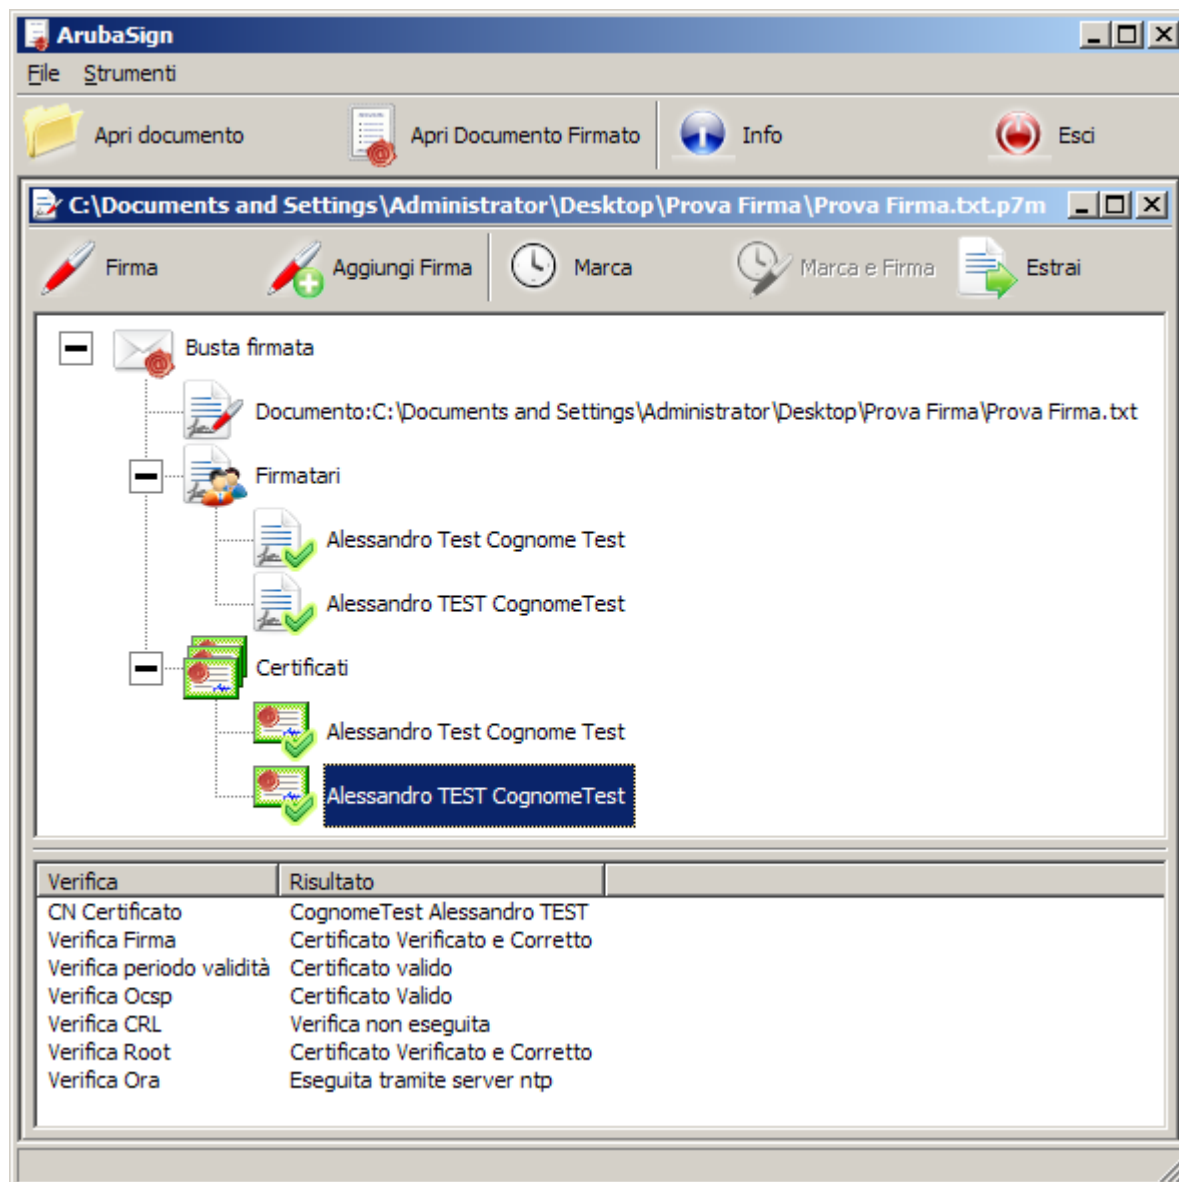 ArubaSign
File Strumenti
Apri documento Apri Documento Firmato Info Esci
C:\Documents and Settings\Administrator\Desktop\Prova Firma\Prova Firma.txt.p7m
Firma Aggiungi Firma Marca Marca e Firma Estrai
Busta firmata
Documento:C:\Documents and Settings\Administrator\Desktop\Prova Firma\Prova Firma.txt
Firmatari
Alessandro Test Cognome Test
Alessandro TEST CognomeTest
Certificati
Alessandro Test Cognome Test
Alessandro TEST CognomeTest
Verifica Risultato
CN Certificato CognomeTest Alessandro TEST
Verifica Firma Certificato Verificato e Corretto
Verifica periodo validità Certificato valido
Verifica Ocsp Certificato Valido
Verifica CRL Verifica non eseguita
Verifica Root Certificato Verificato e Corretto
Verifica Ora Eseguita tramite server ntp